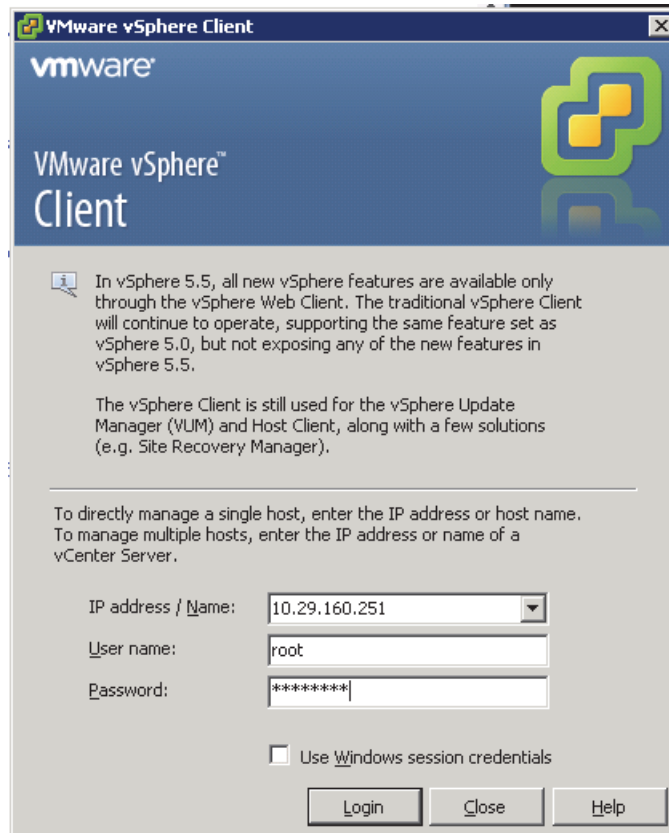 VMware vSphere Client
vmware
VMware vSphere™
Client
In vSphere 5.5, all new vSphere features are available only
through the vSphere Web Client. The traditional vSphere Client
will continue to operate, supporting the same feature set as
vSphere 5.0, but not exposing any of the new features in
vSphere 5.5.
The vSphere Client is still used for the vSphere Update
Manager (VUM) and Host Client, along with a few solutions
(e.g. Site Recovery Manager).
To directly manage a single host, enter the IP address or host name.
To manage multiple hosts, enter the IP address or name of a
vCenter Server.
IP address / Name: 10.29.160.251
User name: root
Password: ********
Use Windows session credentials
Login Close Help